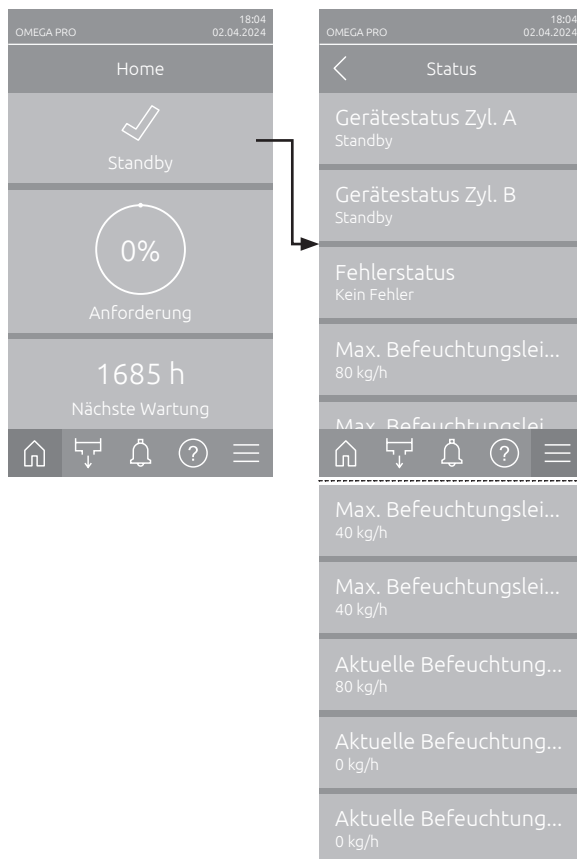 18:04
OMEGA PRO 02.04.2024
Home
Standby
0%
Anforderung
1685 h
Nächste Wartung
?
18:04
OMEGA PRO 02.04.2024
Status
Gerätestatus Zyl. A
Standby
Gerätestatus Zyl. B
Standby
Fehlerstatus
Kein Fehler
Max. Befeuchtungslei...
80 kg/h
Max. Befeuchtungslei...
?
Max. Befeuchtungslei...
40 kg/h
Max. Befeuchtungslei...
40 kg/h
Aktuelle Befeuchtung...
80 kg/h
Aktuelle Befeuchtung...
0 kg/h
Aktuelle Befeuchtung...
0 kg/h